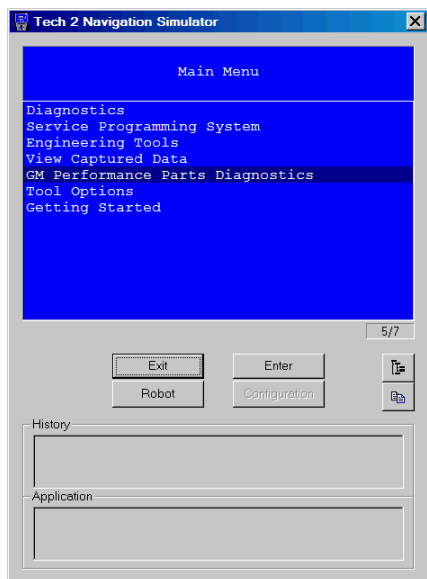 Tech 2 Navigation Simulator
Main Menu
Diagnostics
Service Programming System
Engineering Tools
View Captured Data
GM Performance Parts Diagnostics
Tool Options
Getting Started
5/7
Exit
Enter
Robot
Configuration
History
Application